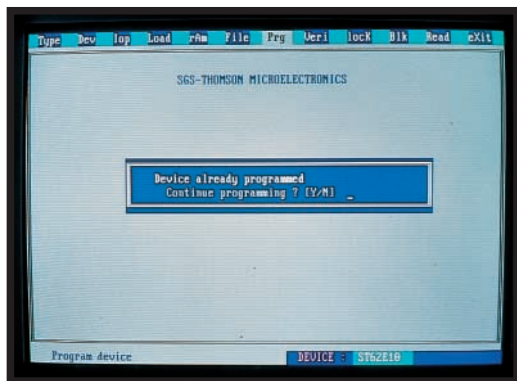 Type Dev Iop Load rAm File Prg Veri locK Blk Read eXit
SGS-THOMSON MICROELECTRONICS
Device already programmed
Continue programming ? [Y/N] _
Program device
DEVICE : ST62E10